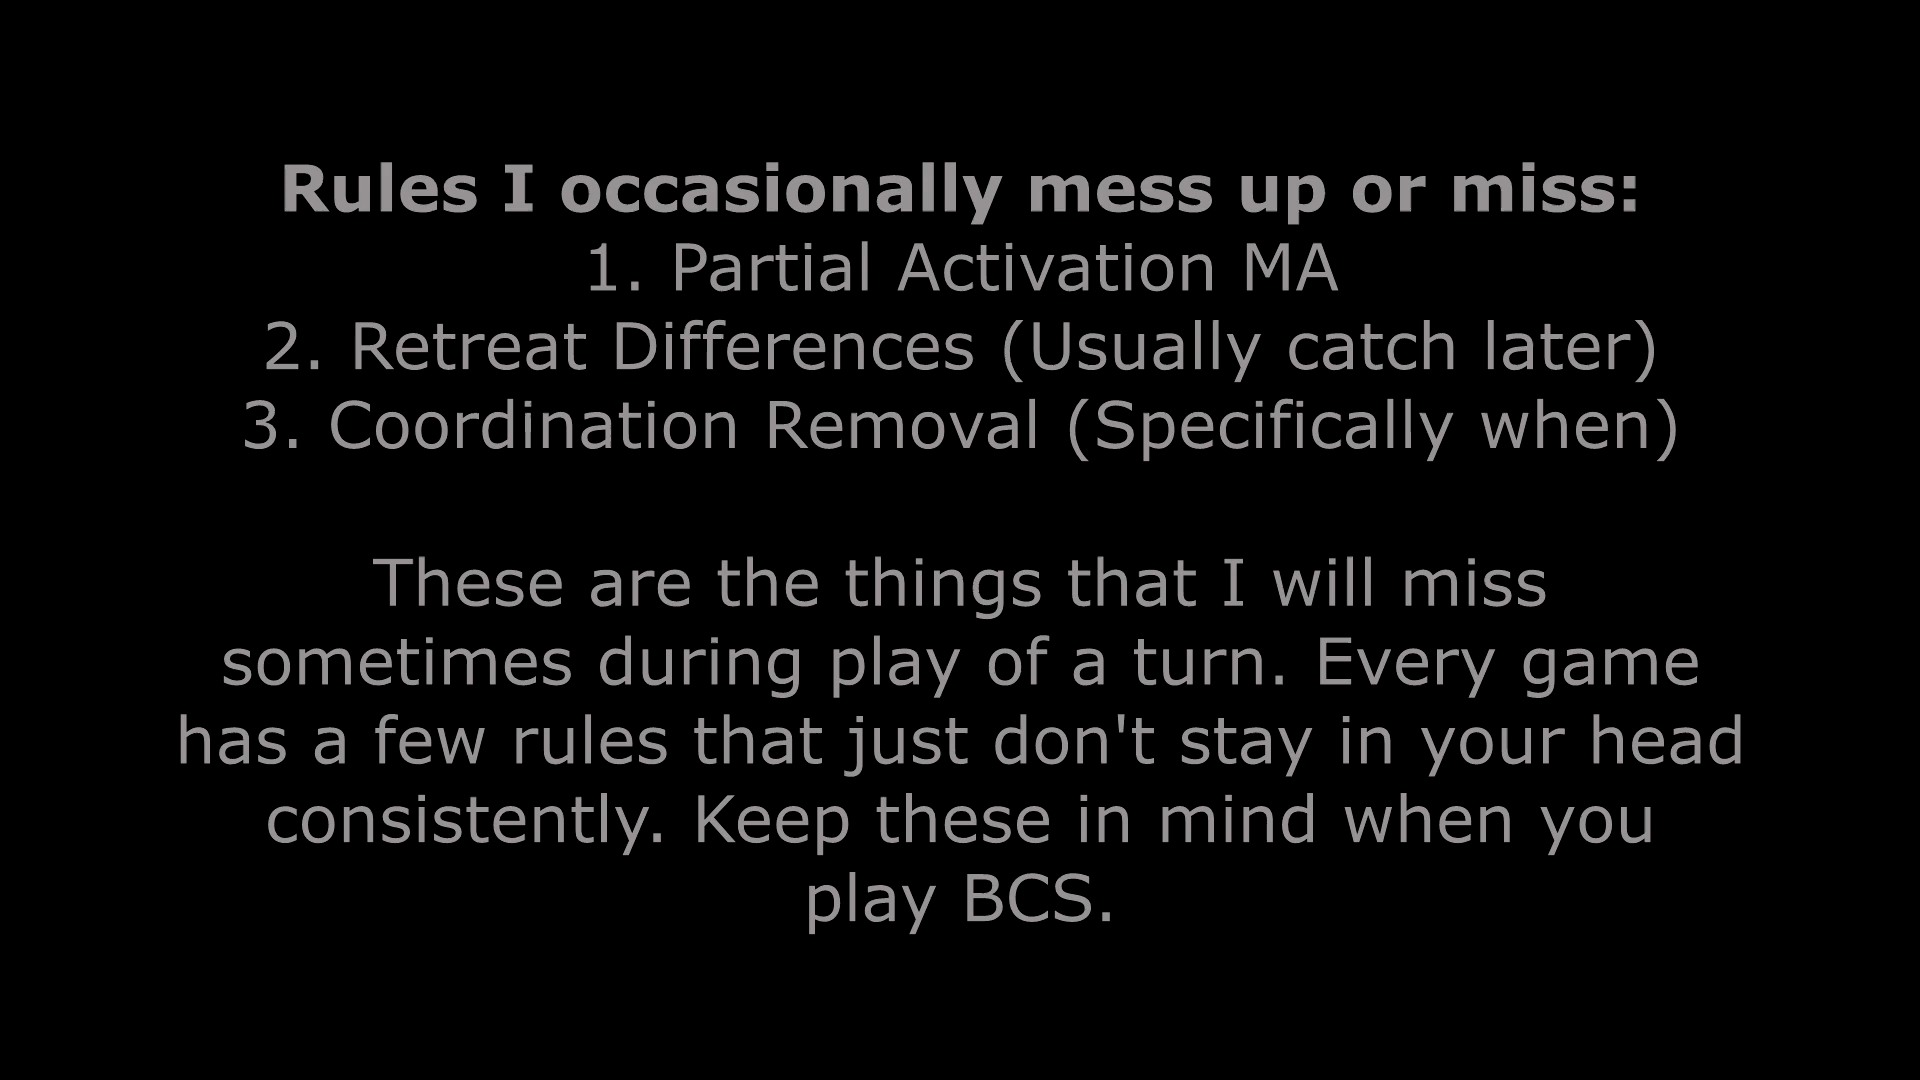 Rules I occasionally mess up or miss:
1. Partial Activation MA
2. Retreat Differences (Usually catch later)
3. Coordination Removal (Specifically when)
These are the things that I will miss
sometimes during play of a turn. Every game
has a few rules that just don't stay in your head
consistently. Keep these in mind when you
play BCS.